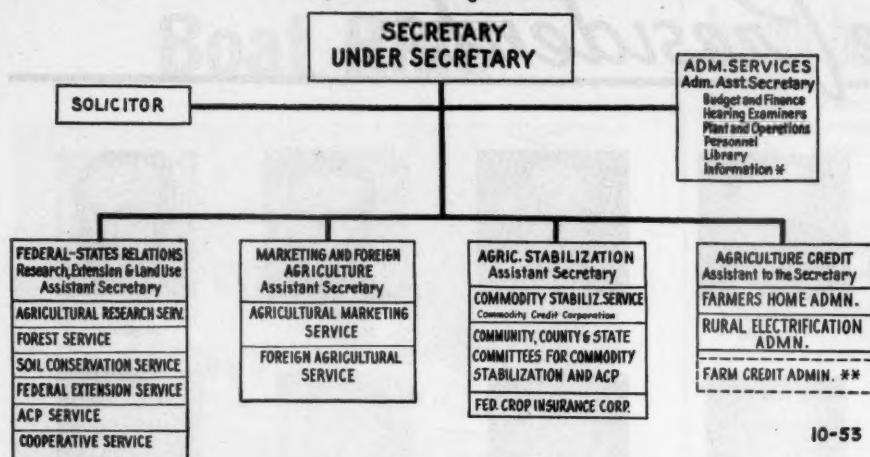 SECRETARY
UNDER SECRETARY
SOLICITOR
ADM. SERVICES
Adm. Asst. Secretary
Budget and Finance
Hearing Examiners
Plant and Operations
Personnel
Library
Information *
FEDERAL-STATES RELATIONS
Research, Extension & Land Use
Assistant Secretary
AGRICULTURAL RESEARCH SERV.
FOREST SERVICE
SOIL CONSERVATION SERVICE
FEDERAL EXTENSION SERVICE
ACP SERVICE
COOPERATIVE SERVICE
MARKETING AND FOREIGN
AGRICULTURE
Assistant Secretary
AGRICULTURAL MARKETING
SERVICE
FOREIGN AGRICULTURAL
SERVICE
AGRIC. STABILIZATION
Assistant Secretary
COMMODITY STABILIZ. SERVICE
Commodity Credit Corporation
COMMUNITY, COUNTY & STATE
COMMITTEES FOR COMMODITY
STABILIZATION AND ACP
FED. CROP INSURANCE CORP.
AGRICULTURE CREDIT
Assistant to the Secretary
FARMERS HOME ADMN.
RURAL ELECTRIFICATION
ADMN.
FARM CREDIT ADMIN. **
10-53